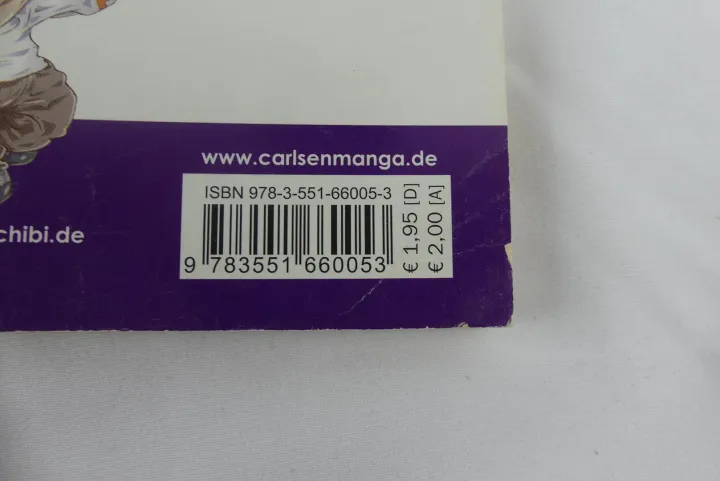 www.carlsenmanga.de
chibi.de
ISBN 978-3-551-66005-3
9 783551 660053
€ 1,95 [D]
€ 2,00 [A]